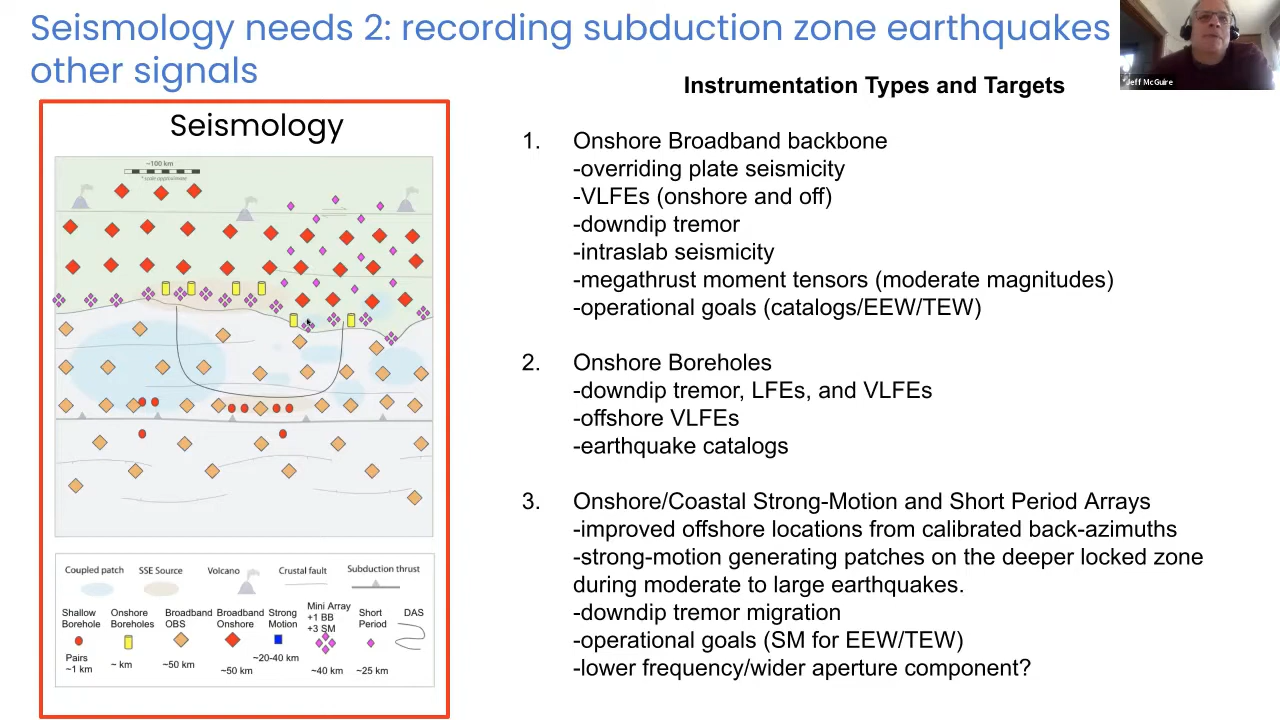 Seismology needs 2: recording subduction zone earthquakes
other signals
Jeff McGuire
Seismology
~100 km
* scale approximate
Coupled patch
SSE Source
Volcano
Crustal fault
Subduction thrust
Shallow
Borehole
Pairs
~1 km
Onshore
Boreholes
~ km
Broadband
OBS
~50 km
Broadband
Onshore
~50 km
Strong
Motion
~20-40 km
Mini Array
+1 BB
+3 SM
~40 km
Short
Period
~25 km
DAS
Instrumentation Types and Targets
1. Onshore Broadband backbone
-overriding plate seismicity
-VLFEs (onshore and off)
-downdip tremor
-intraslab seismicity
-megathrust moment tensors (moderate magnitudes)
-operational goals (catalogs/EEW/TEW)
2. Onshore Boreholes
-downdip tremor, LFEs, and VLFEs
-offshore VLFEs
-earthquake catalogs
3. Onshore/Coastal Strong-Motion and Short Period Arrays
-improved offshore locations from calibrated back-azimuths
-strong-motion generating patches on the deeper locked zone
during moderate to large earthquakes.
-downdip tremor migration
-operational goals (SM for EEW/TEW)
-lower frequency/wider aperture component?